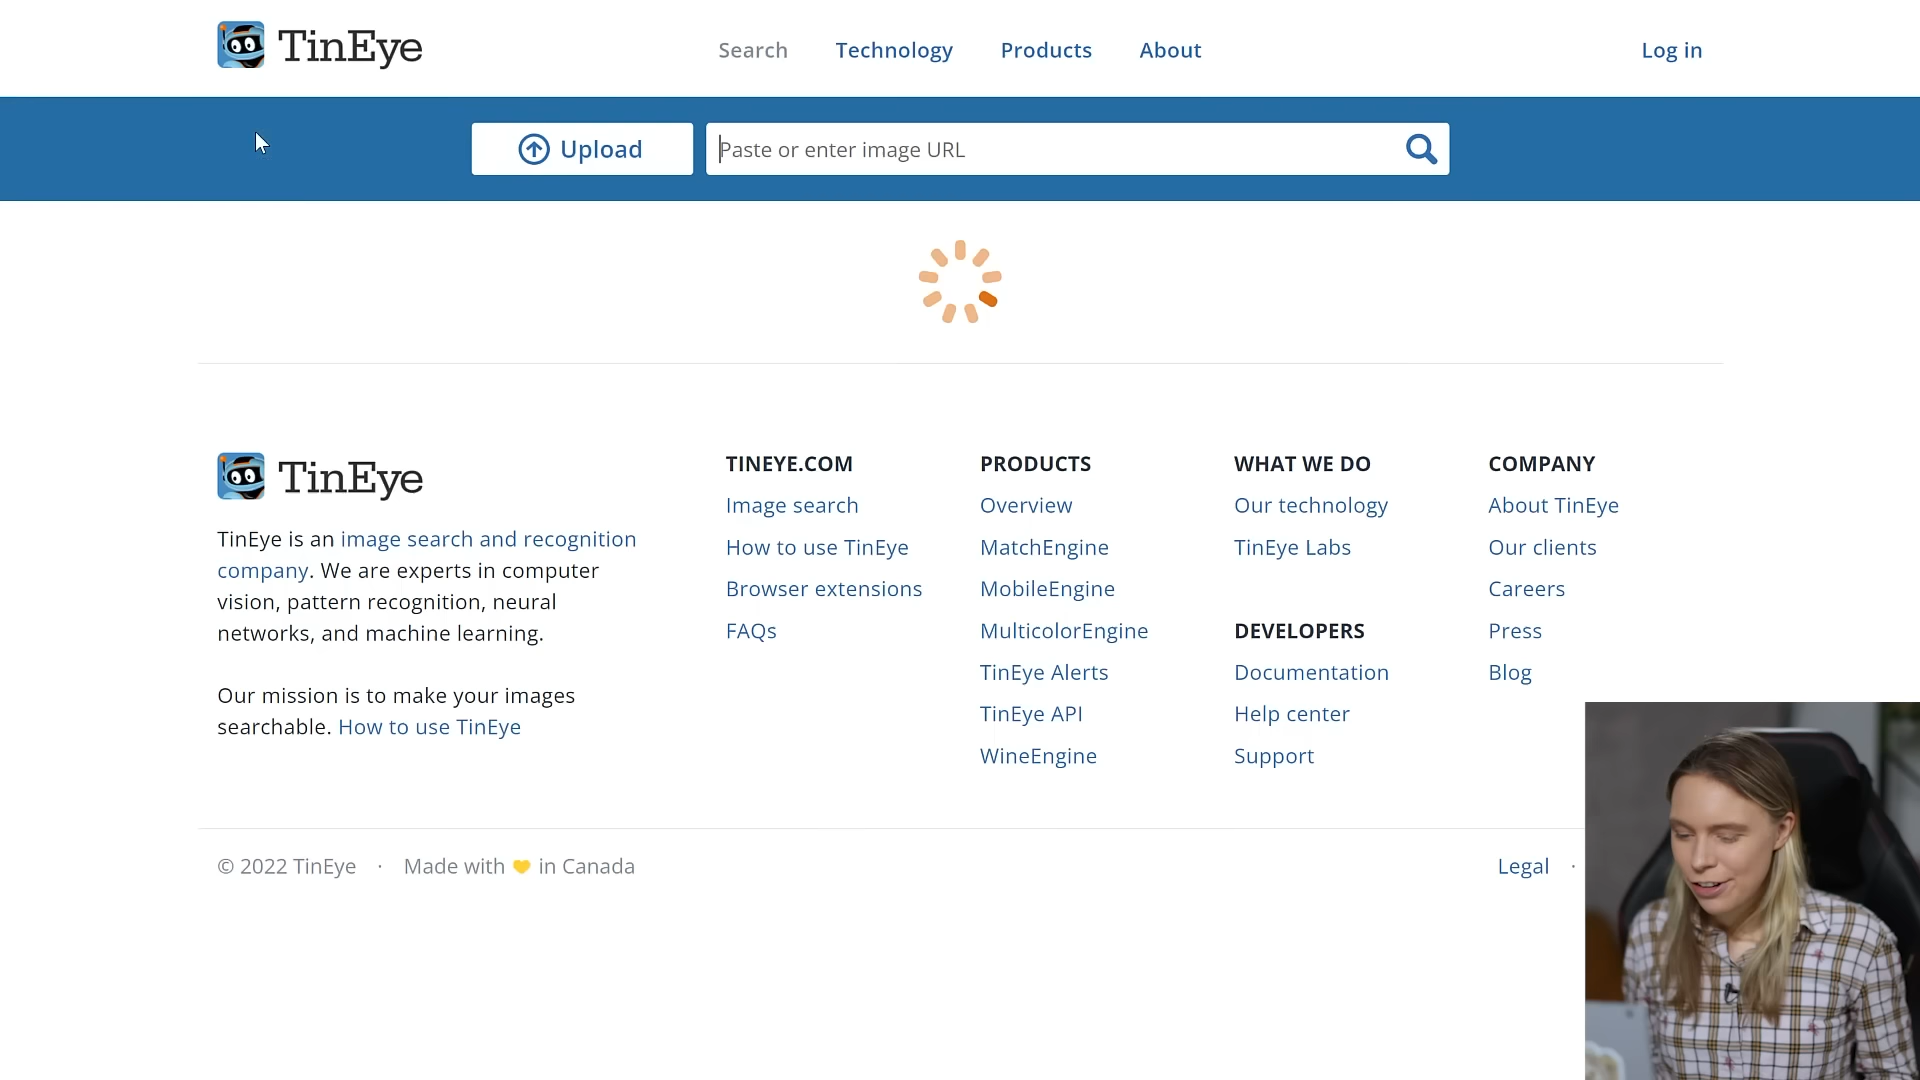 TinEye
Search
Technology
Products
About
Log in
Upload
Paste or enter image URL
TinEye
TinEye is an image search and recognition
company. We are experts in computer
vision, pattern recognition, neural
networks, and machine learning.
Our mission is to make your images
searchable. How to use TinEye
TINEYE.COM
Image search
How to use TinEye
Browser extensions
FAQs
PRODUCTS
Overview
MatchEngine
MobileEngine
MulticolorEngine
TinEye Alerts
TinEye API
WineEngine
WHAT WE DO
Our technology
TinEye Labs
DEVELOPERS
Documentation
Help center
Support
COMPANY
About TinEye
Our clients
Careers
Press
Blog
© 2022 TinEye · Made with 💛 in Canada
Legal ·